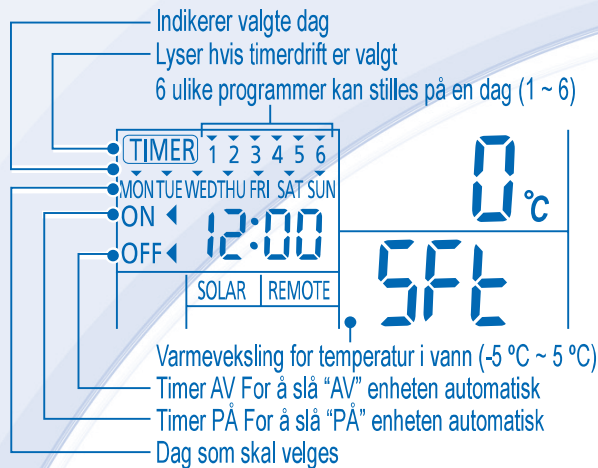 Indikerer valgte dag
Lyser hvis timerdrift er valgt
6 ulike programmer kan stilles på en dag (1 ~ 6)
TIMER 1 2 3 4 5 6
MON TUE WED THU FRI SAT SUN
ON
12:00
OFF
SOLAR REMOTE
0 °C
SFt
Varmeveksling for temperatur i vann (-5 ºC ~ 5 ºC)
Timer AV For å slå “AV” enheten automatisk
Timer PÅ For å slå “PÅ” enheten automatisk
Dag som skal velges